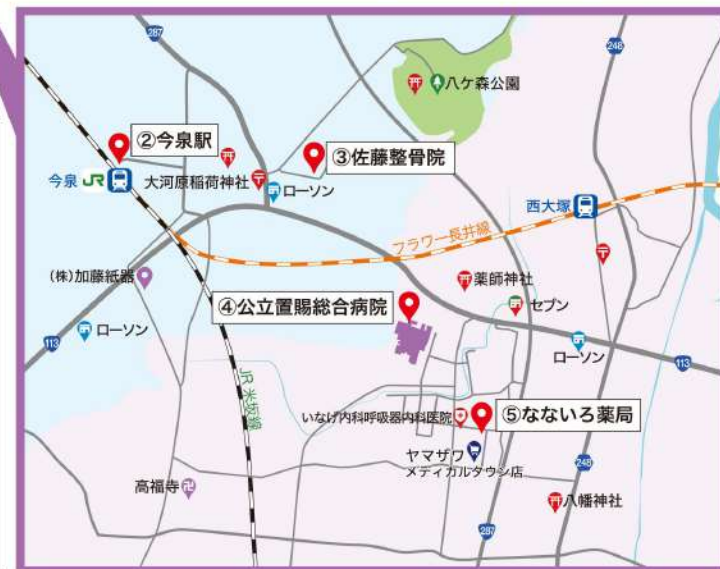 287
248
八ケ森公園
②今泉駅
③佐藤整骨院
今泉 JR
大河原稲荷神社
ローソン
西大塚
フラワー長井線
(株)加藤紙器
薬師神社
④公立置賜総合病院
セブン
ローソン
ローソン
113
113
JR米坂線
いなげ内科呼吸器内科医院
⑤なないろ薬局
ヤマザワ
メディカルタウン店
高福寺
卍
248
八幡神社
287